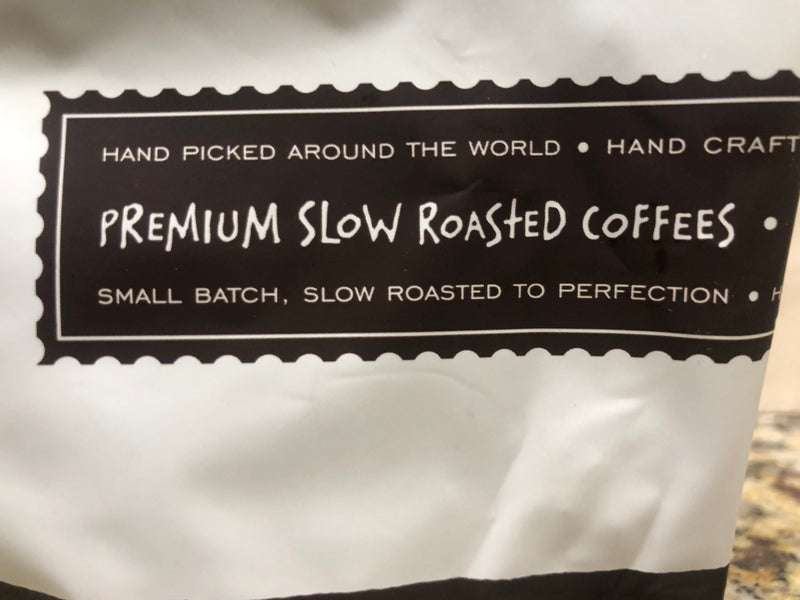 HAND PICKED AROUND THE WORLD • HAND CRAFT
PREMIUM SLOW ROASTED COFFEES •
SMALL BATCH, SLOW ROASTED TO PERFECTION • H